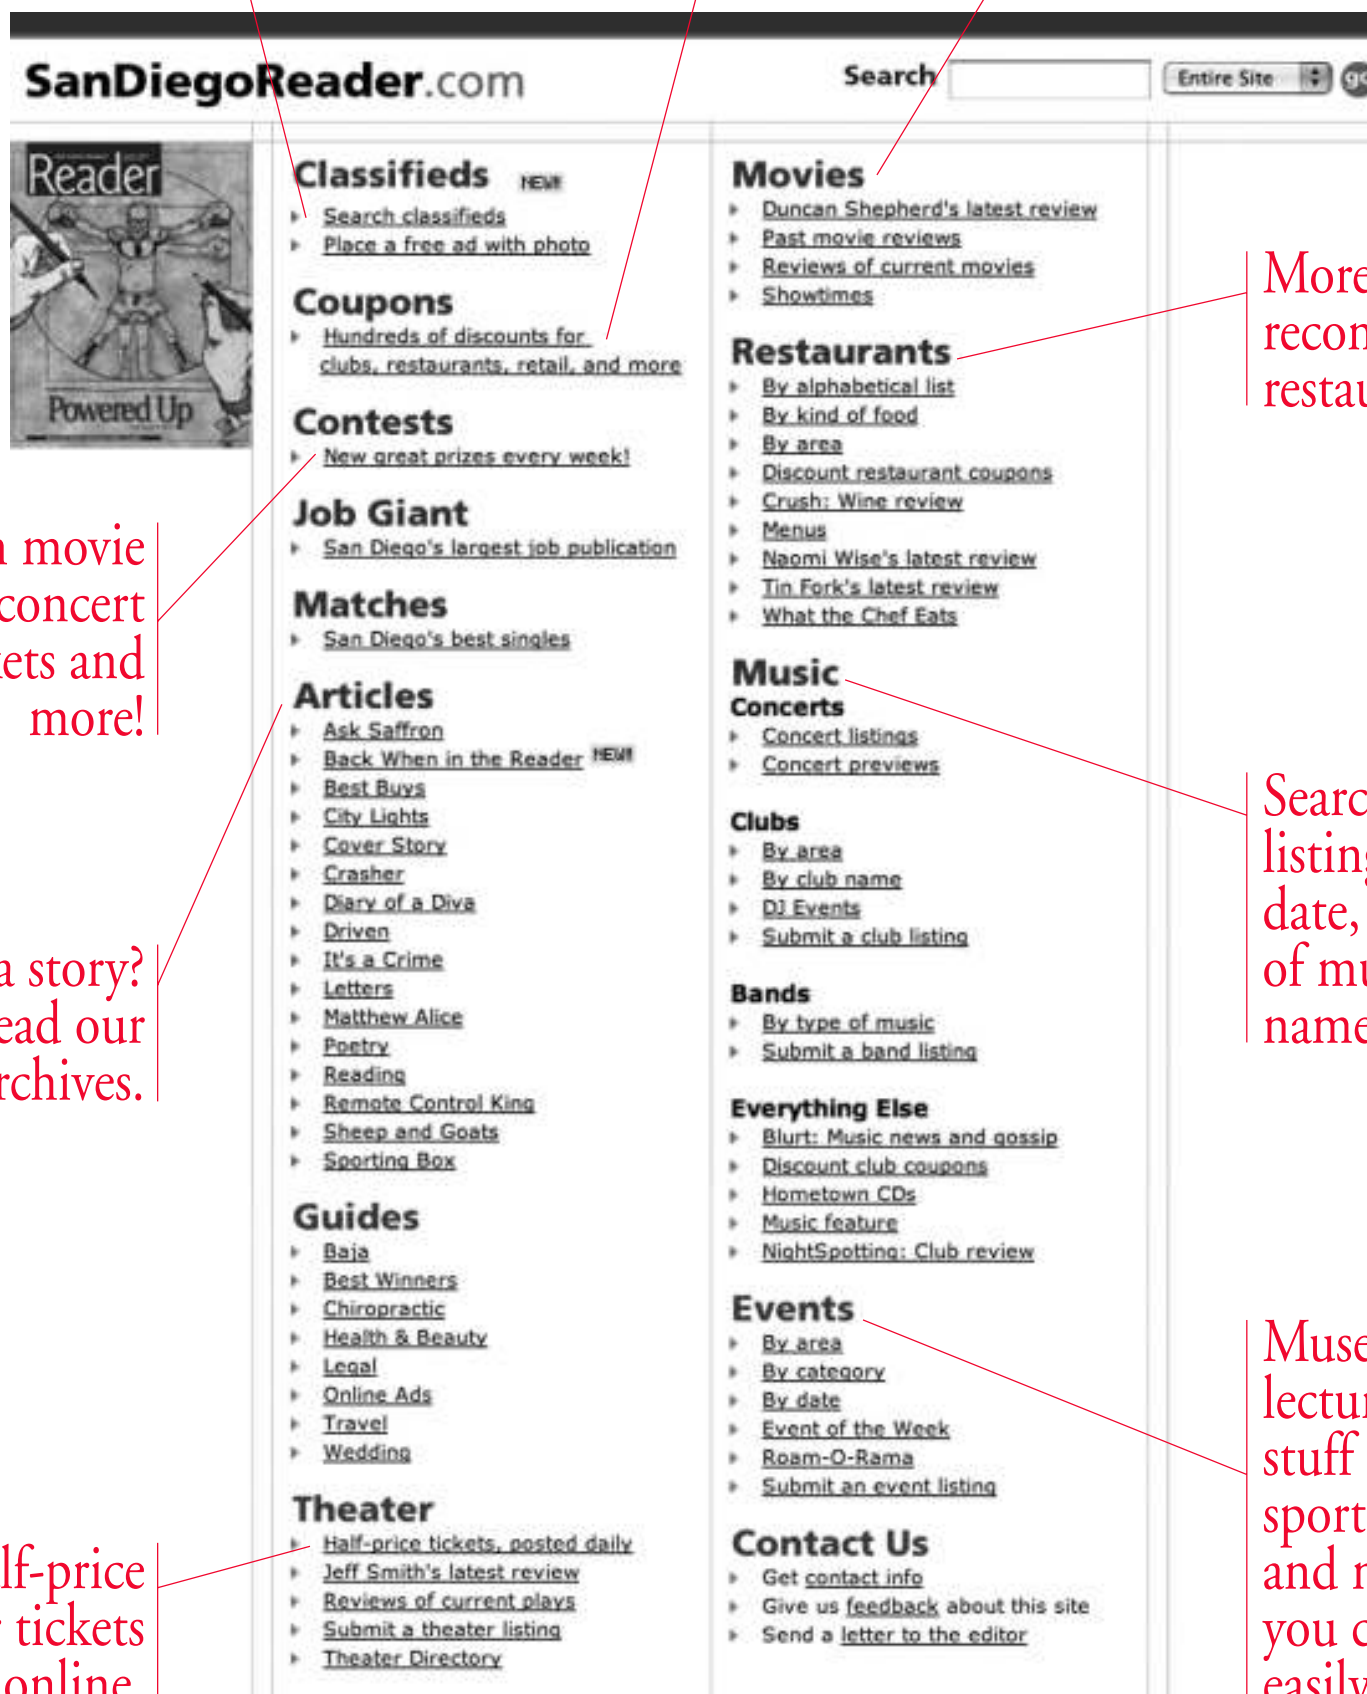 SanDiegoReader.com
Search
Entire Site
Reader
Powered Up
Classifieds NEW!
Search classifieds
Place a free ad with photo
Coupons
Hundreds of discounts for
clubs, restaurants, retail, and more
Contests
New great prizes every week!
Job Giant
San Diego's largest job publication
Matches
San Diego's best singles
Articles
Ask Saffron
Back When in the Reader NEW!
Best Buys
City Lights
Cover Story
Crasher
Diary of a Diva
Driven
It's a Crime
Letters
Matthew Alice
Poetry
Reading
Remote Control King
Sheep and Goats
Sporting Box
Guides
Baja
Best Winners
Chiropractic
Health & Beauty
Legal
Online Ads
Travel
Wedding
Theater
Half-price tickets, posted daily
Jeff Smith's latest review
Reviews of current plays
Submit a theater listing
Theater Directory
Movies
Duncan Shepherd's latest review
Past movie reviews
Reviews of current movies
Showtimes
Restaurants
By alphabetical list
By kind of food
By area
Discount restaurant coupons
Crush: Wine review
Menus
Naomi Wise's latest review
Tin Fork's latest review
What the Chef Eats
Music
Concerts
Concert listings
Concert previews
Clubs
By area
By club name
DJ Events
Submit a club listing
Bands
By type of music
Submit a band listing
Everything Else
Blurt: Music news and gossip
Discount club coupons
Hometown CDs
Music feature
NightSpotting: Club review
Events
By area
By category
By date
Event of the Week
Roam-O-Rama
Submit an event listing
Contact Us
Get contact info
Give us feedback about this site
Send a letter to the editor
movie
concert
and
more!
a story?
our
lf-price
tickets
online
More
date,
of
stuff
and
you